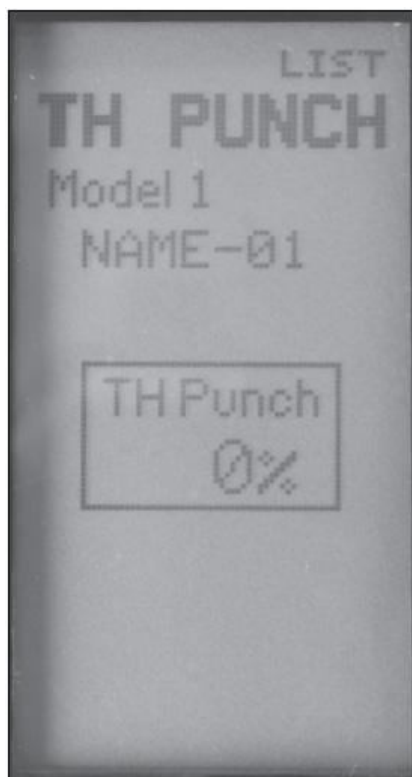 LIST
TH PUNCH
Model 1
NAME-01
TH Punch
0%